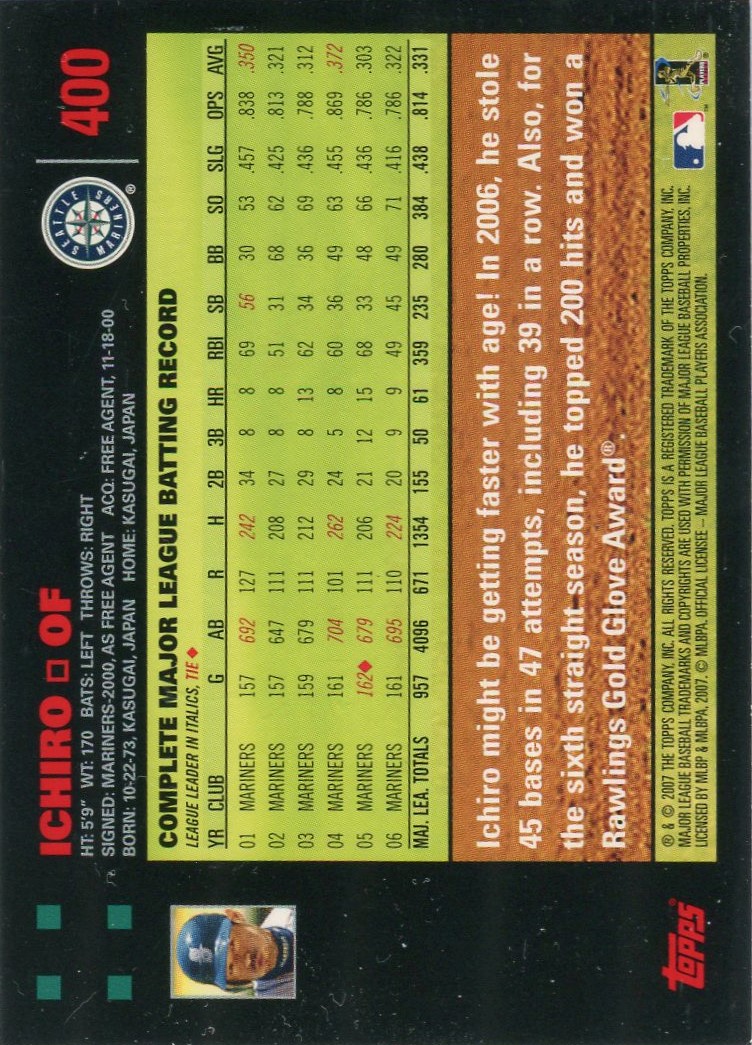 ICHIRO OF
400
HT: 5'9" WT: 170 BATS: LEFT THROWS: RIGHT
SIGNED: MARINERS-2000, AS FREE AGENT ACQ: FREE AGENT, 11-18-00
BORN: 10-22-73, KASUGAI, JAPAN HOME: KASUGAI, JAPAN
SEATTLE MARINERS ®
COMPLETE MAJOR LEAGUE BATTING RECORD
LEAGUE LEADER IN ITALICS, TIE ◆
YR CLUB G AB R H 2B 3B HR RBI SB BB SO SLG OPS AVG
01 MARINERS 157 692 127 242 34 8 8 69 56 30 53 .457 .838 .350
02 MARINERS 157 647 111 208 27 8 8 51 31 68 62 .425 .813 .321
03 MARINERS 159 679 111 212 29 8 13 62 34 36 69 .436 .788 .312
04 MARINERS 161 704 101 262 24 5 8 60 36 49 63 .455 .869 .372
05 MARINERS 162◆ 679 111 206 21 12 15 68 33 48 66 .436 .786 .303
06 MARINERS 161 695 110 224 20 9 9 49 45 49 71 .416 .786 .322
MAJ. LEA. TOTALS 957 4096 671 1354 155 50 61 359 235 280 384 .438 .814 .331
Ichiro might be getting faster with age! In 2006, he stole
45 bases in 47 attempts, including 39 in a row. Also, for
the sixth straight season, he topped 200 hits and won a
Rawlings Gold Glove Award®.
® & © 2007 THE TOPPS COMPANY, INC. ALL RIGHTS RESERVED. TOPPS IS A REGISTERED TRADEMARK OF THE TOPPS COMPANY, INC.
MAJOR LEAGUE BASEBALL TRADEMARKS AND COPYRIGHTS ARE USED WITH PERMISSION OF MAJOR LEAGUE BASEBALL PROPERTIES, INC.
LICENSED BY MLBP & MLBPA, 2007. © MLBPA. OFFICIAL LICENSEE – MAJOR LEAGUE BASEBALL PLAYERS ASSOCIATION.
topps